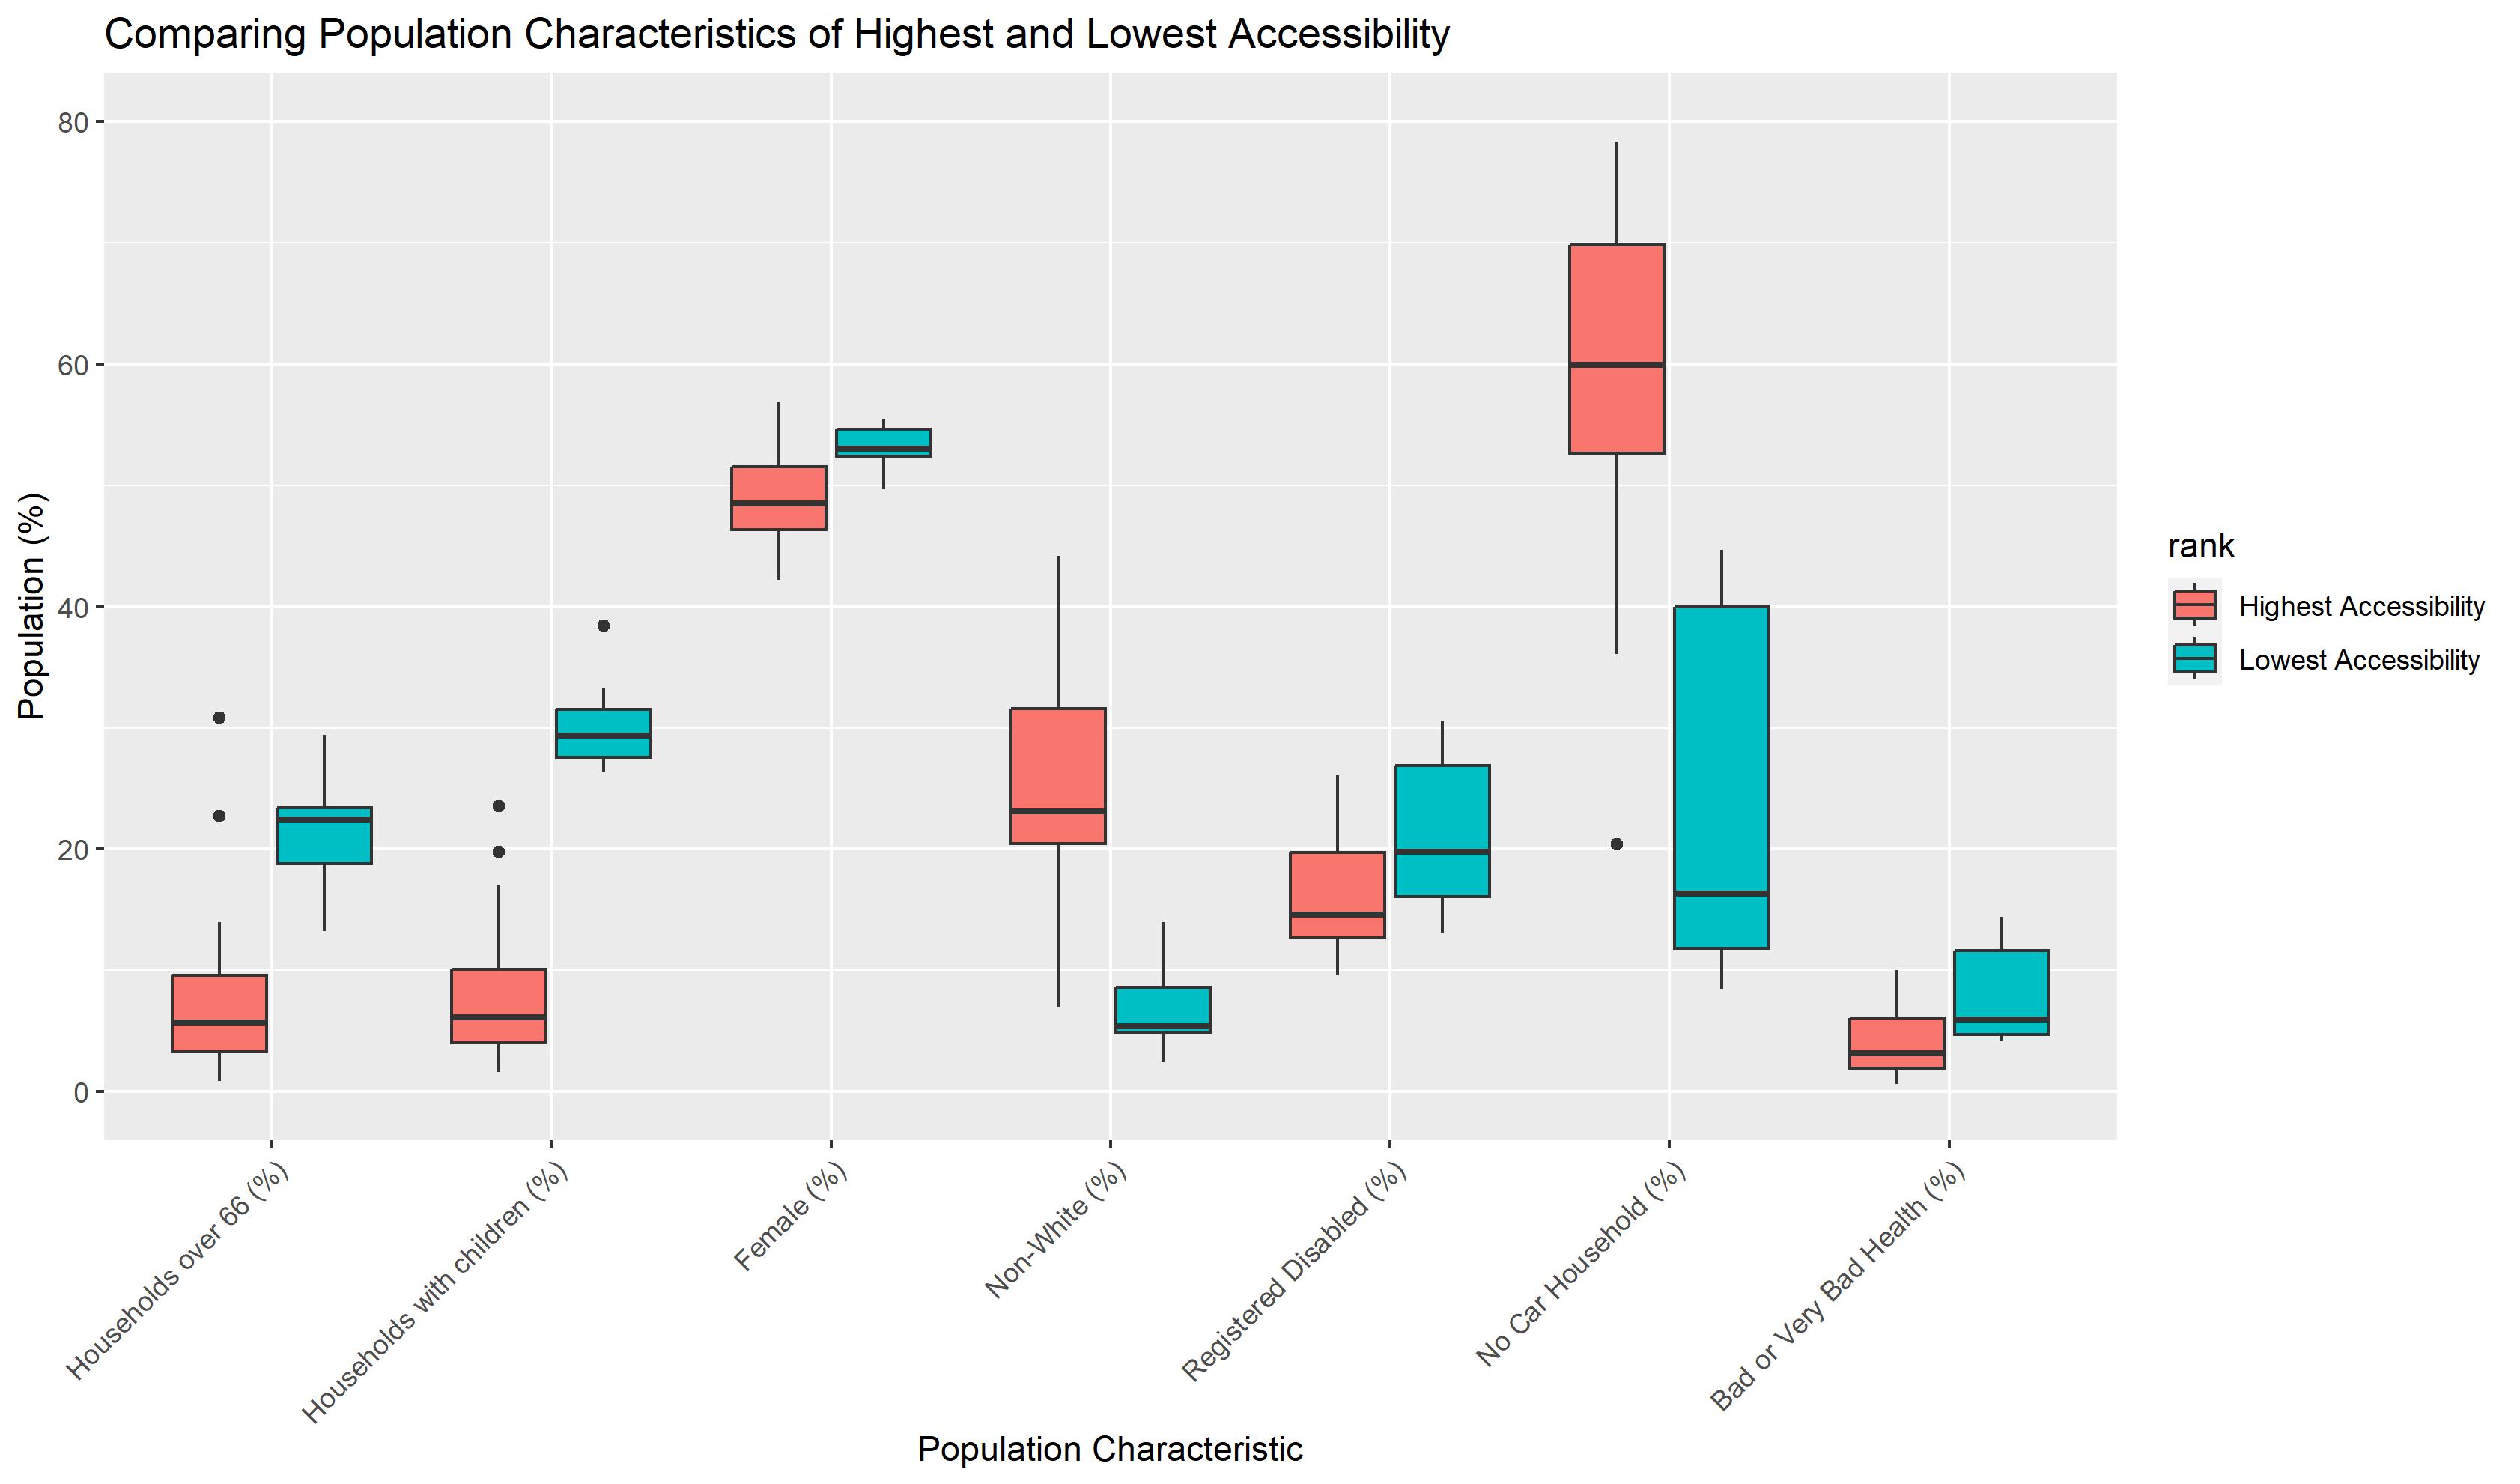 Comparing Population Characteristics of Highest and Lowest Accessibility
Population (%)
80
60
40
20
0
Households over 66 (%)
Households with children (%)
Female (%)
Non-White (%)
Registered Disabled (%)
No Car Household (%)
Bad or Very Bad Health (%)
Population Characteristic
rank
Highest Accessibility
Lowest Accessibility